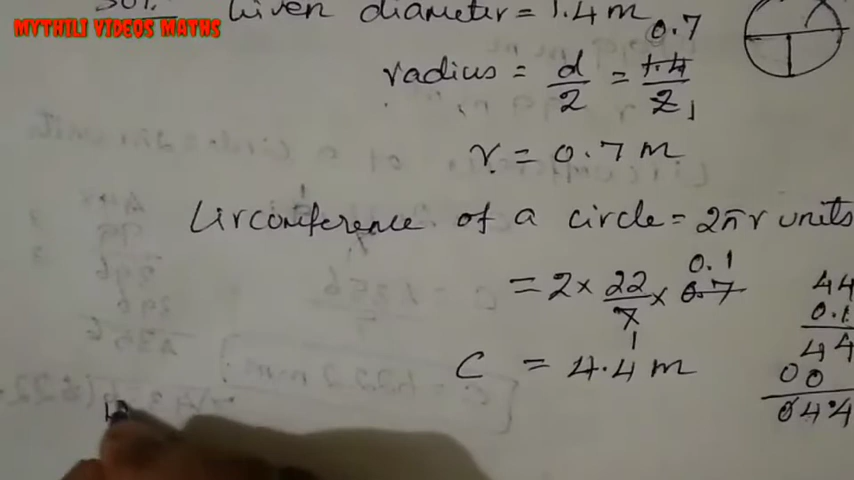 Soln Given diameter = 1.4 m
MYTHILI VIDEOS MATHS
0.7
radius = d/2 = 1.4/2 1
r = 0.7 m
Circumference of a circle = 2πr units
0.1
= 2 × 22/7 × 0.7
1
C = 4.4 m
44
0.1
44
00
04.4